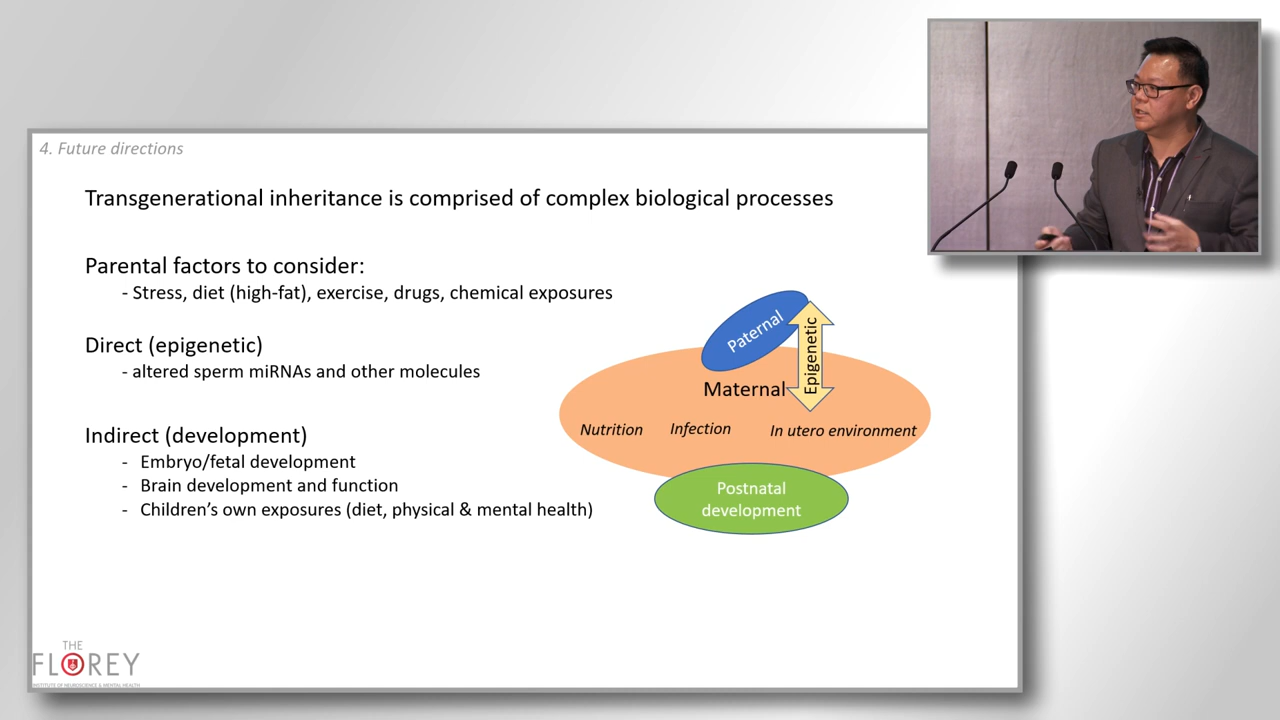 4. Future directions
Transgenerational inheritance is comprised of complex biological processes
Parental factors to consider:
- Stress, diet (high-fat), exercise, drugs, chemical exposures
Direct (epigenetic)
- altered sperm miRNAs and other molecules
Indirect (development)
- Embryo/fetal development
- Brain development and function
- Children's own exposures (diet, physical & mental health)
Paternal
Epigenetic
Maternal
Nutrition
Infection
In utero environment
Postnatal
development
THE
FLOREY
INSTITUTE OF NEUROSCIENCE & MENTAL HEALTH